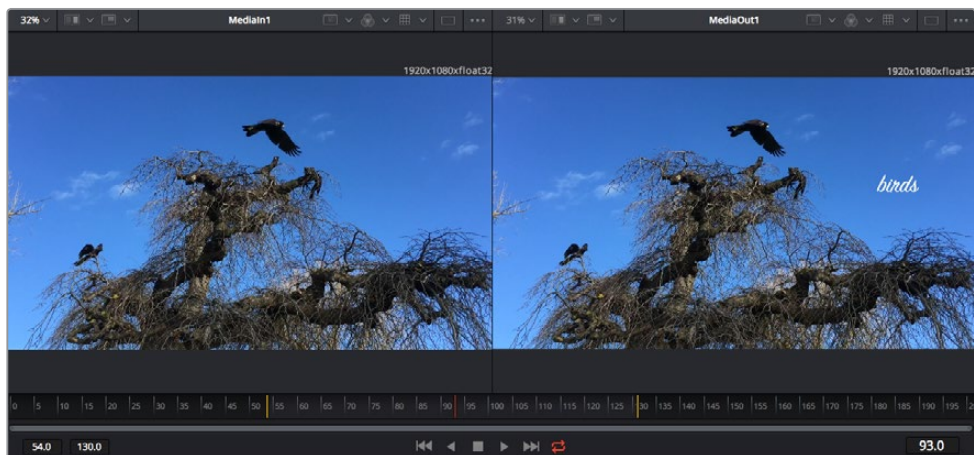 32% MediaIn1 31% MediaOut1
1920x1080xfloat32 1920x1080xfloat32
birds
0 5 10 15 20 25 30 35 40 45 50 55 60 65 70 75 80 85 90 95 100 105 110 115 120 125 130 135 140 145 150 155 160 165 170 175 180 185 190 195
54.0 130.0 93.0